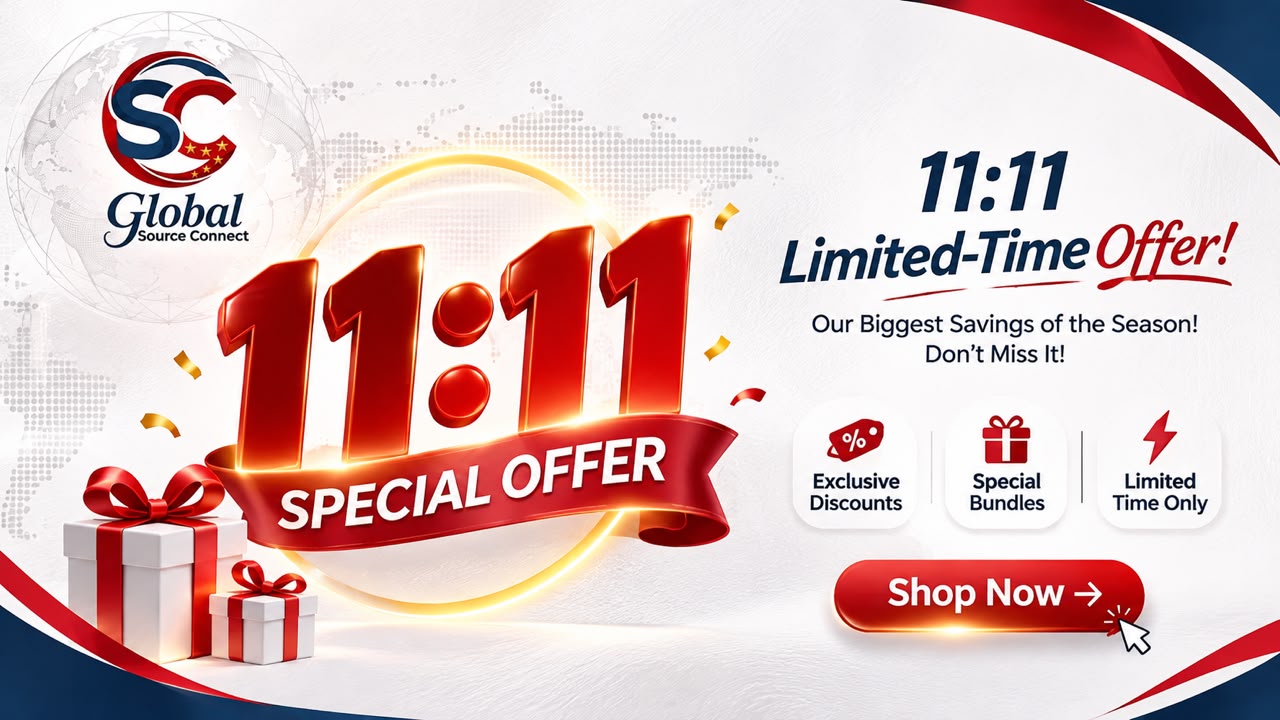 SC
Global
Source Connect
11:11
SPECIAL OFFER
11:11
Limited-Time Offer!
Our Biggest Savings of the Season!
Don't Miss It!
%
Exclusive
Discounts
Special
Bundles
Limited
Time Only
Shop Now →